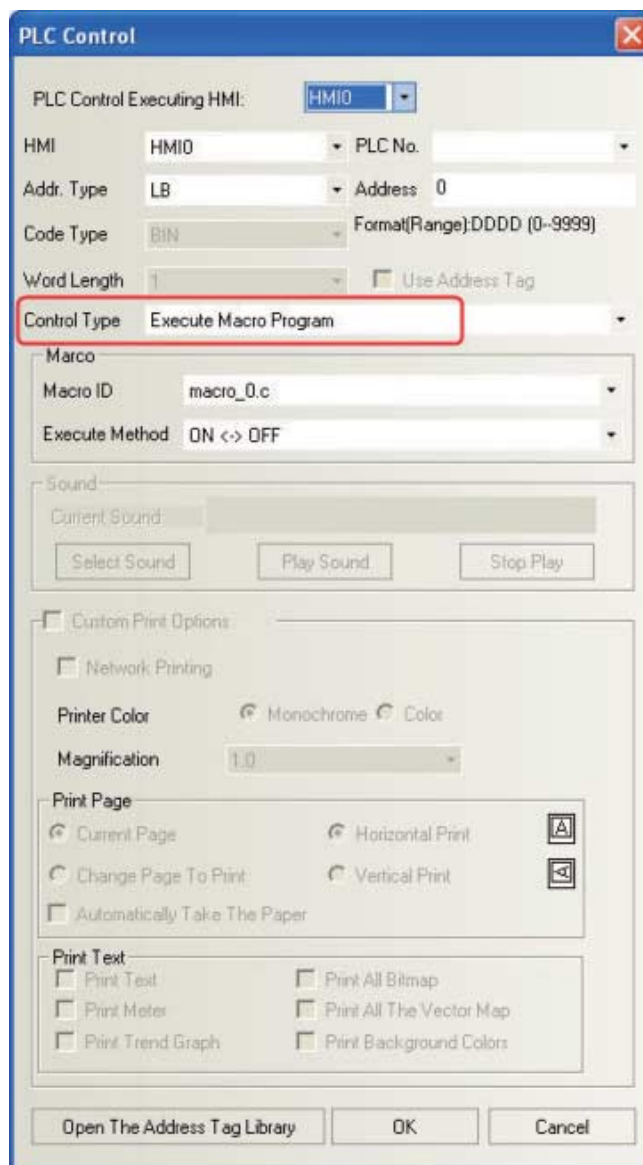 PLC Control
PLC Control Executing HMI: HMI0
HMI HMI0 PLC No.
Addr. Type LB Address 0
Code Type BIN Format(Range):DDDD (0--9999)
Word Length 1 Use Address Tag
Control Type Execute Macro Program
Marco
Macro ID macro_0.c
Execute Method ON <-> OFF
Sound
Current Sound
Select Sound Play Sound Stop Play
Custom Print Options
Network Printing
Printer Color Monochrome Color
Magnification 1.0
Print Page
Current Page Horizontal Print A
Change Page To Print Vertical Print A
Automatically Take The Paper
Print Text
Print Text Print All Bitmap
Print Meter Print All The Vector Map
Print Trend Graph Print Background Colors
Open The Address Tag Library OK Cancel